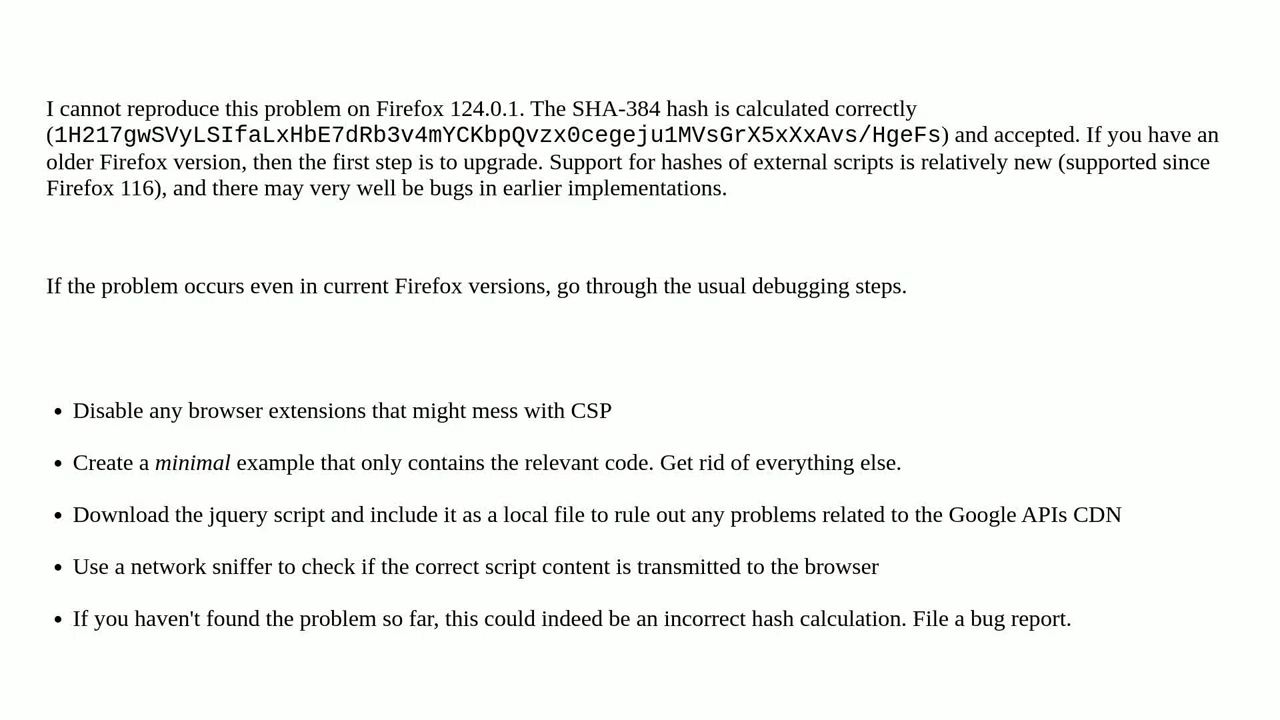 I cannot reproduce this problem on Firefox 124.0.1. The SHA-384 hash is calculated correctly
(1H217gwSVyLSIfaLxHbE7dRb3v4mYCKbpQvzx0cegeju1MVsGrX5xXxAvs/HgeFs) and accepted. If you have an
older Firefox version, then the first step is to upgrade. Support for hashes of external scripts is relatively new (supported since
Firefox 116), and there may very well be bugs in earlier implementations.
If the problem occurs even in current Firefox versions, go through the usual debugging steps.
• Disable any browser extensions that might mess with CSP
• Create a minimal example that only contains the relevant code. Get rid of everything else.
• Download the jquery script and include it as a local file to rule out any problems related to the Google APIs CDN
• Use a network sniffer to check if the correct script content is transmitted to the browser
• If you haven't found the problem so far, this could indeed be an incorrect hash calculation. File a bug report.